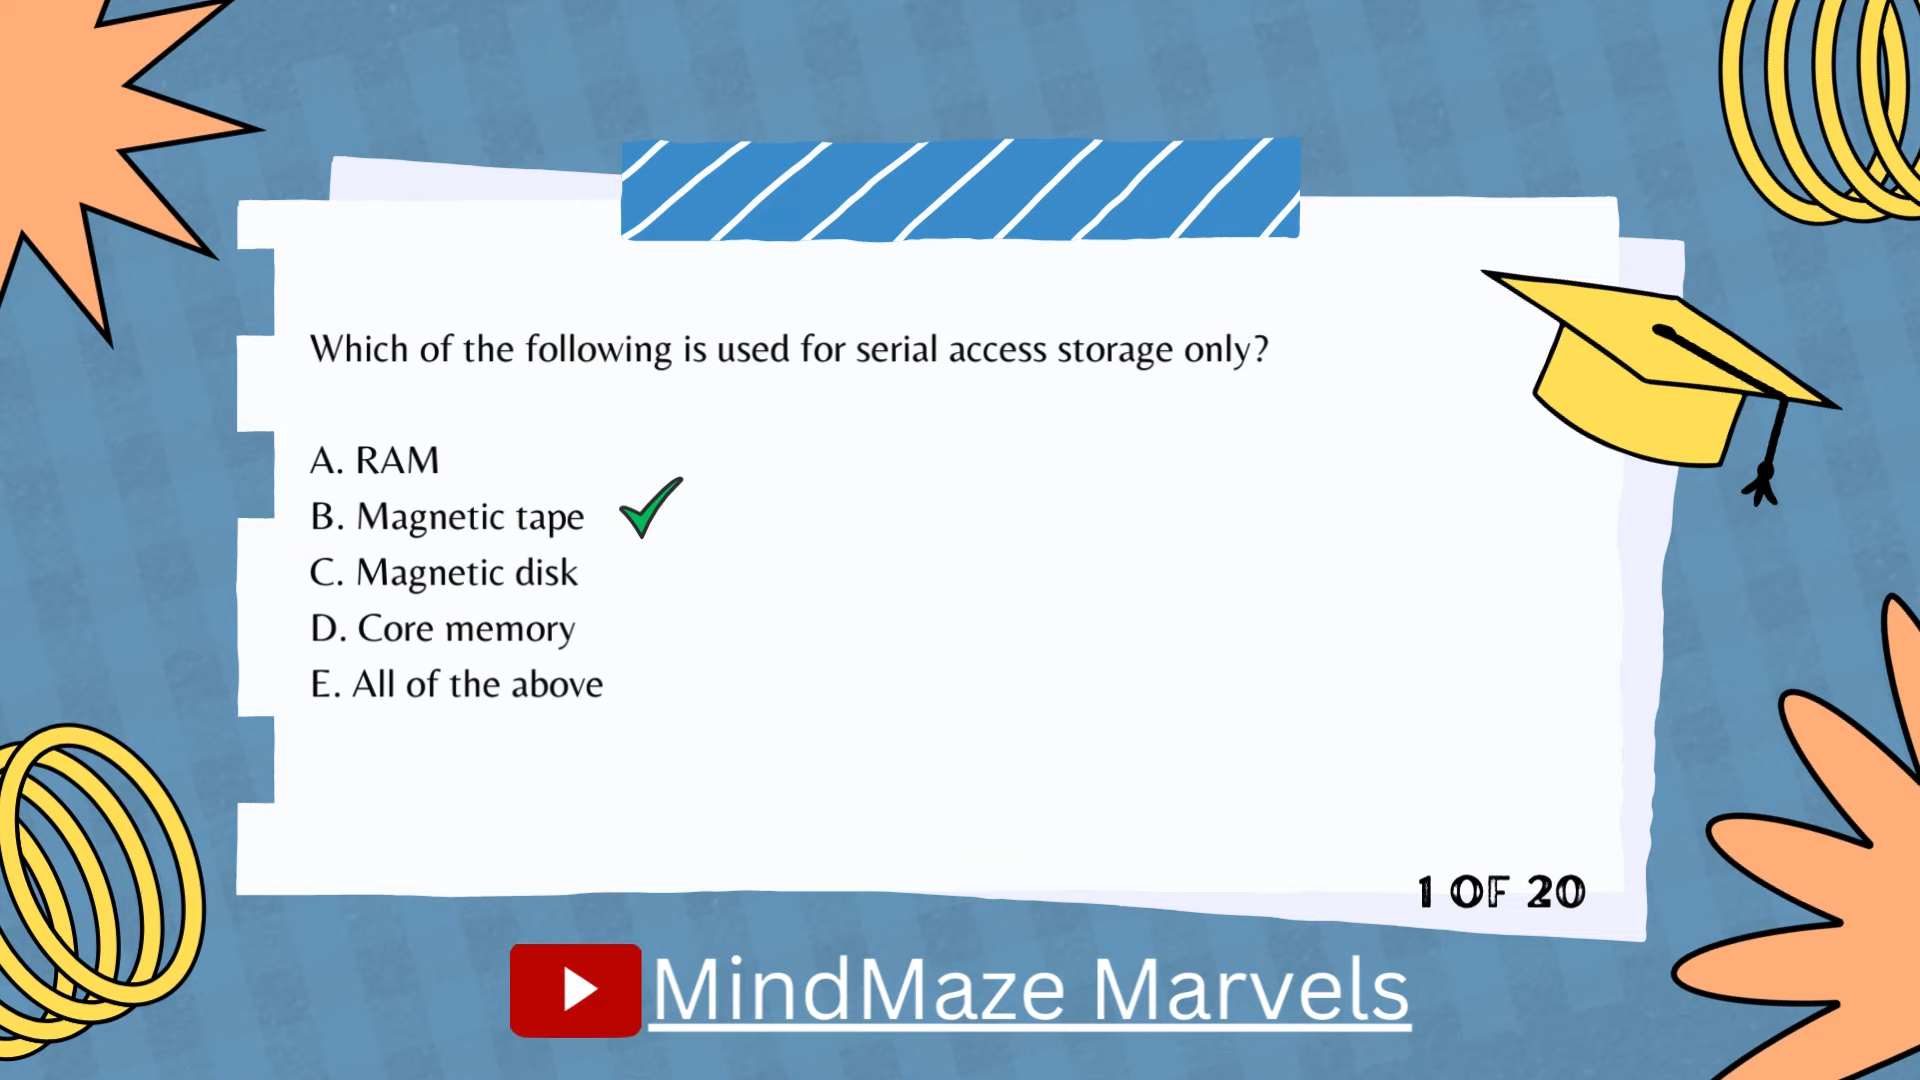 Which of the following is used for serial access storage only?
A. RAM
B. Magnetic tape
C. Magnetic disk
D. Core memory
E. All of the above
1 OF 20
MindMaze Marvels